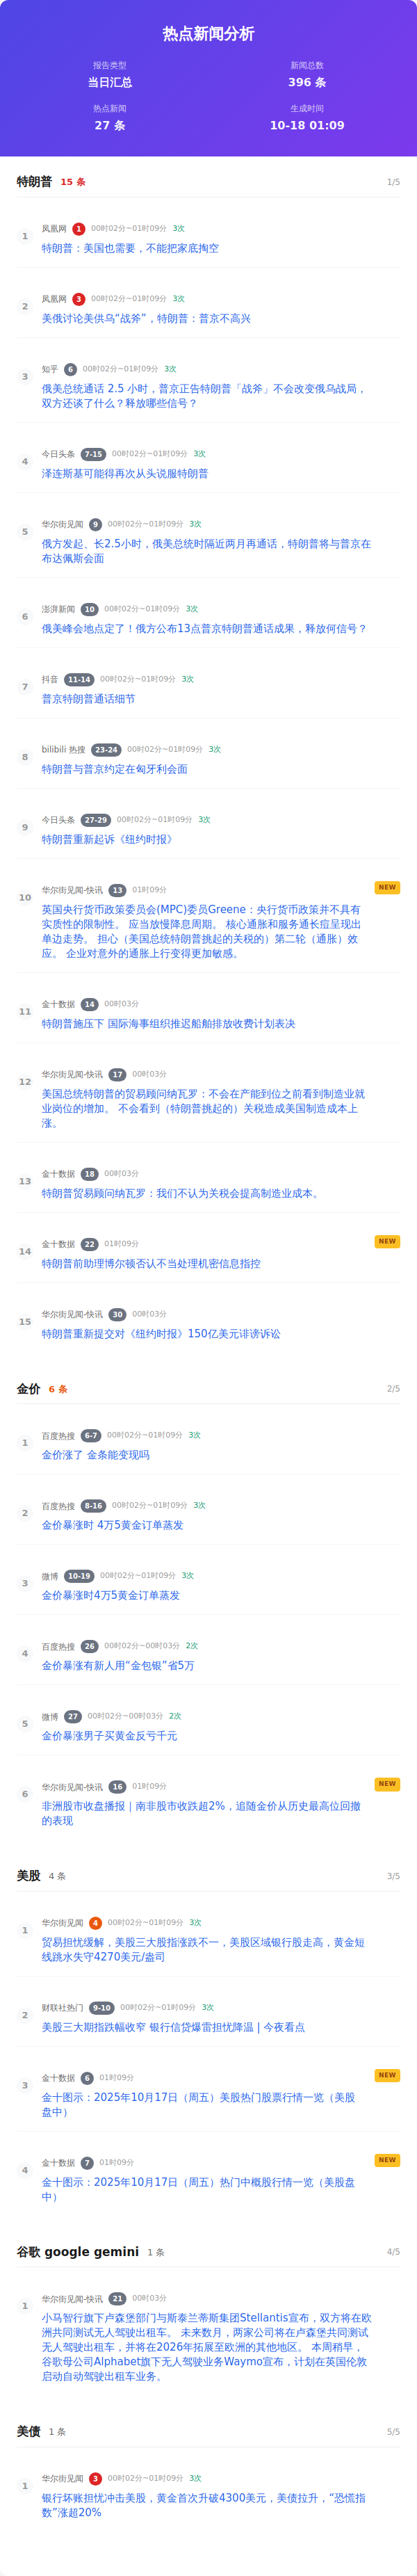 热点新闻分析
报告类型
当日汇总
新闻总数
396 条
热点新闻
27 条
生成时间
10-18 01:09
特朗普 15 条 1/5
1 凤凰网 1 00时02分~01时09分 3次
特朗普：美国也需要，不能把家底掏空
2 凤凰网 3 00时02分~01时09分 3次
美俄讨论美供乌“战斧”，特朗普：普京不高兴
3 知乎 6 00时02分~01时09分 3次
俄美总统通话 2.5 小时，普京正告特朗普「战斧」不会改变俄乌战局，
双方还谈了什么？释放哪些信号？
4 今日头条 7-15 00时02分~01时09分 3次
泽连斯基可能得再次从头说服特朗普
5 华尔街见闻 9 00时02分~01时09分 3次
俄方发起、长2.5小时，俄美总统时隔近两月再通话，特朗普将与普京在
布达佩斯会面
6 澎湃新闻 10 00时02分~01时09分 3次
俄美峰会地点定了！俄方公布13点普京特朗普通话成果，释放何信号？
7 抖音 11-14 00时02分~01时09分 3次
普京特朗普通话细节
8 bilibili 热搜 23-24 00时02分~01时09分 3次
特朗普与普京约定在匈牙利会面
9 今日头条 27-29 00时02分~01时09分 3次
特朗普重新起诉《纽约时报》
10 华尔街见闻-快讯 13 01时09分 NEW
英国央行货币政策委员会(MPC)委员Greene：央行货币政策并不具有
实质性的限制性。 应当放慢降息周期。 核心通胀和服务通长痘呈现出
单边走势。 担心（美国总统特朗普挑起的关税的）第二轮（通胀）效
应。 企业对意外的通胀上行变得更加敏感。
11 金十数据 14 00时03分
特朗普施压下 国际海事组织推迟船舶排放收费计划表决
12 华尔街见闻-快讯 17 00时03分
美国总统特朗普的贸易顾问纳瓦罗：不会在产能到位之前看到制造业就
业岗位的增加。 不会看到（特朗普挑起的）关税造成美国制造成本上
涨。
13 金十数据 18 00时03分
特朗普贸易顾问纳瓦罗：我们不认为关税会提高制造业成本。
14 金十数据 22 01时09分 NEW
特朗普前助理博尔顿否认不当处理机密信息指控
15 华尔街见闻-快讯 30 00时03分
特朗普重新提交对《纽约时报》150亿美元诽谤诉讼
金价 6 条 2/5
1 百度热搜 6-7 00时02分~01时09分 3次
金价涨了 金条能变现吗
2 百度热搜 8-16 00时02分~01时09分 3次
金价暴涨时 4万5黄金订单蒸发
3 微博 10-19 00时02分~01时09分 3次
金价暴涨时4万5黄金订单蒸发
4 百度热搜 26 00时02分~00时03分 2次
金价暴涨有新人用“金包银”省5万
5 微博 27 00时02分~00时03分 2次
金价暴涨男子买黄金反亏千元
6 华尔街见闻-快讯 16 01时09分 NEW
非洲股市收盘播报｜南非股市收跌超2%，追随金价从历史最高位回撤
的表现
美股 4 条 3/5
1 华尔街见闻 4 00时02分~01时09分 3次
贸易担忧缓解，美股三大股指涨跌不一，美股区域银行股走高，黄金短
线跳水失守4270美元/盎司
2 财联社热门 9-10 00时02分~01时09分 3次
美股三大期指跌幅收窄 银行信贷爆雷担忧降温 | 今夜看点
3 金十数据 6 01时09分 NEW
金十图示：2025年10月17日（周五）美股热门股票行情一览（美股
盘中）
4 金十数据 7 01时09分 NEW
金十图示：2025年10月17日（周五）热门中概股行情一览（美股盘
中）
谷歌 google gemini 1 条 4/5
1 华尔街见闻-快讯 21 00时03分
小马智行旗下卢森堡部门与斯泰兰蒂斯集团Stellantis宣布，双方将在欧
洲共同测试无人驾驶出租车。 未来数月，两家公司将在卢森堡共同测试
无人驾驶出租车，并将在2026年拓展至欧洲的其他地区。 本周稍早，
谷歌母公司Alphabet旗下无人驾驶业务Waymo宣布，计划在英国伦敦
启动自动驾驶出租车业务。
美债 1 条 5/5
1 华尔街见闻 3 00时02分~01时09分 3次
银行坏账担忧冲击美股，黄金首次升破4300美元，美债拉升，“恐慌指
数”涨超20%